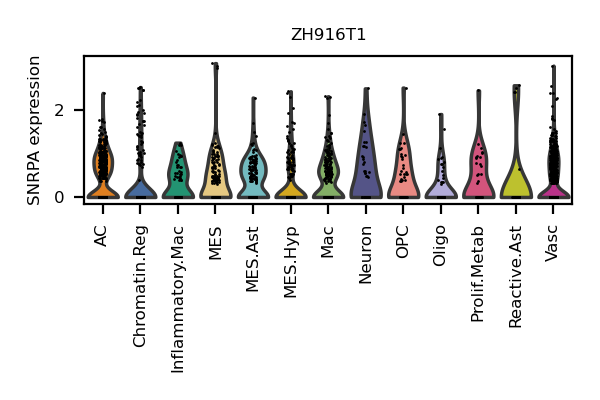 ZH916T1
SNRPA expression
2
0
AC
Chromatin.Reg
Inflammatory.Mac
MES
MES.Ast
MES.Hyp
Mac
Neuron
OPC
Oligo
Prolif.Metab
Reactive.Ast
Vasc